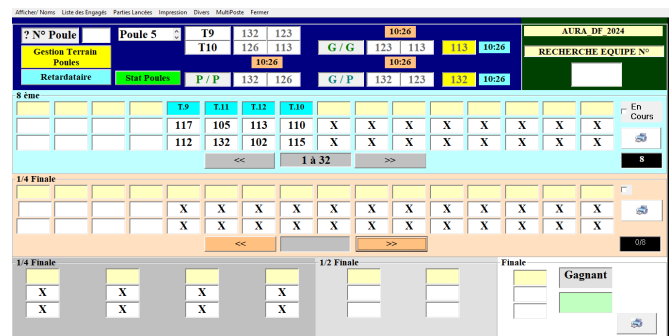 Afficher/ Noms Liste des Engagés Parties Lancées Impression Divers MultiPoste Fermer
? N° Poule Poule 5 T9 132 123 10:26 AURA_DF_2024
T10 126 113 G / G 123 113 113 10:26 RECHERCHE EQUIPE N°
Gestion Terrain Poules 10:26 10:26
Retardataire Stat Poules P / P 132 126 G / P 132 123 132 10:26
8 ème
T.9 T.11 T.12 T.10 En Cours
117 105 113 110 X X X X X X X X X X
112 132 102 115 X X X X X X X X X X
<< 1 à 32 >> 8
1/4 Finale
X X X X X X X X X X X X X X
X X X X X X X X X X X X X X
<< >> 0/8
1/4 Finale 1/2 Finale Finale
Gagnant
X X X X
X X X X